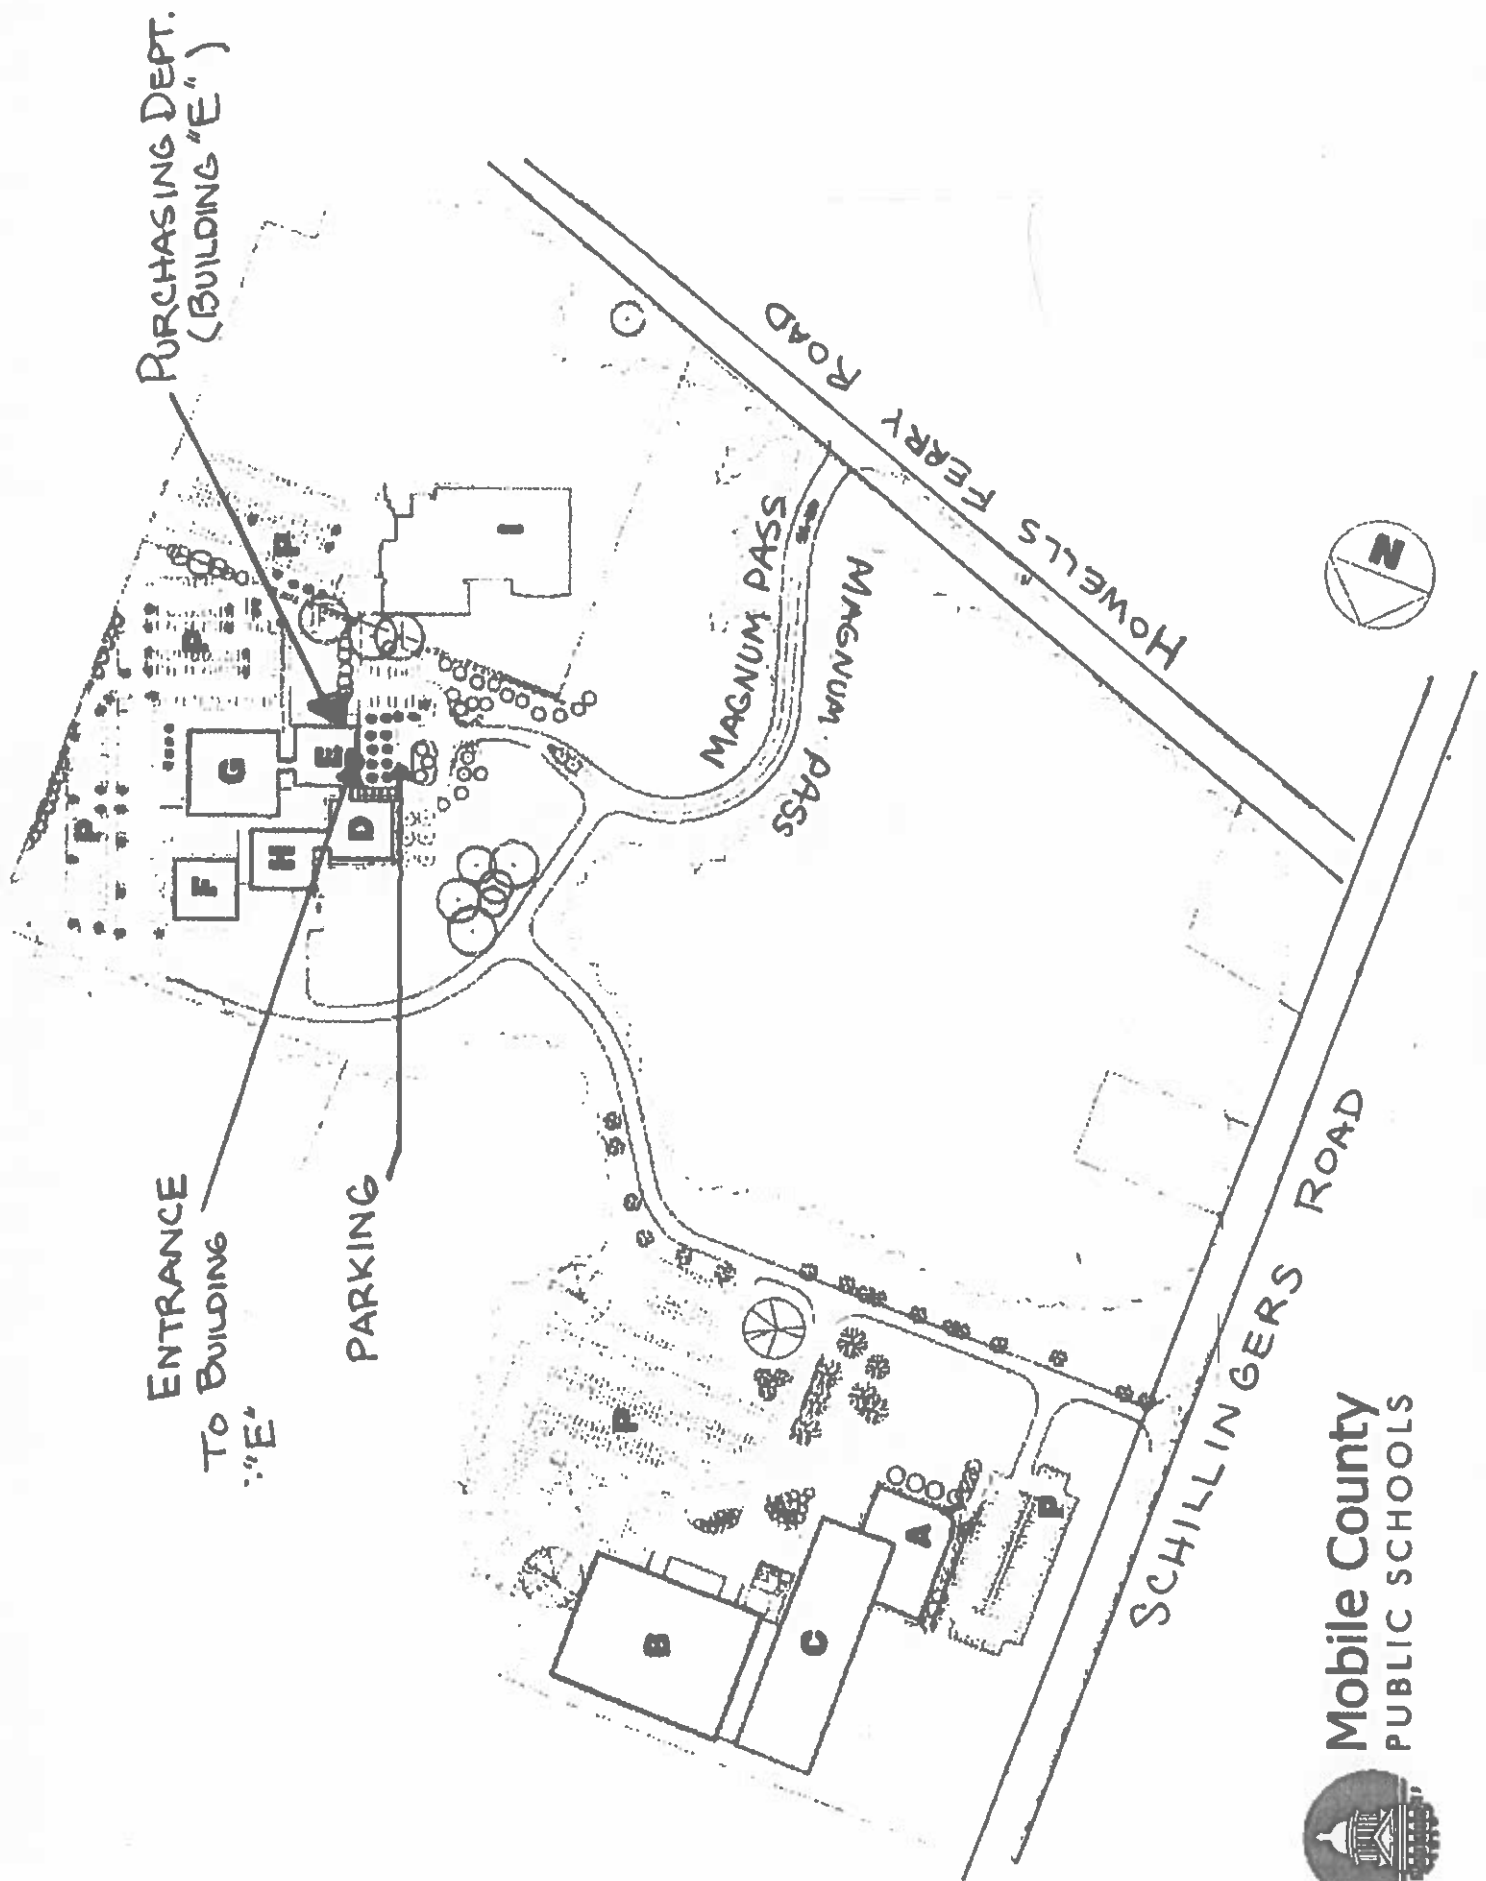 PURCHASING DEPT.
(BUILDING "E")
ENTRANCE
TO BUILDING
"E"
PARKING
P
P
P
G
E
F
H
D
I
MAGNUM PASS
MAGNUM PASS
HOWELLS FERRY ROAD
N
P
B
C
A
P
SCHILLINGERS ROAD
Mobile County
PUBLIC SCHOOLS